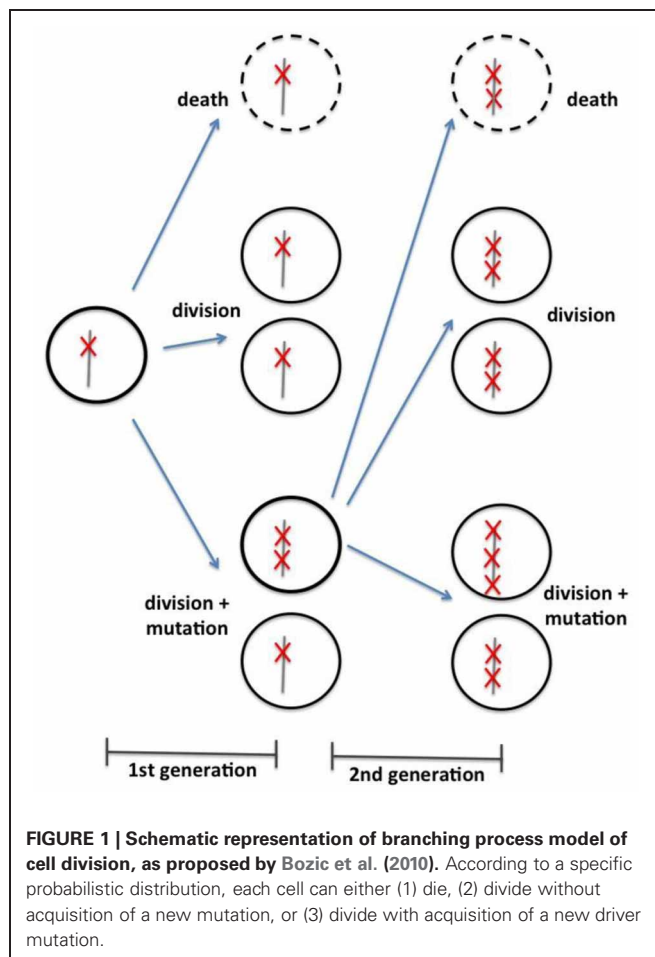 death
death
division
division
division +
mutation
division +
mutation
1st generation
2nd generation
FIGURE 1 | Schematic representation of branching process model of
cell division, as proposed by Bozic et al. (2010). According to a specific
probabilistic distribution, each cell can either (1) die, (2) divide without
acquisition of a new mutation, or (3) divide with acquisition of a new driver
mutation.